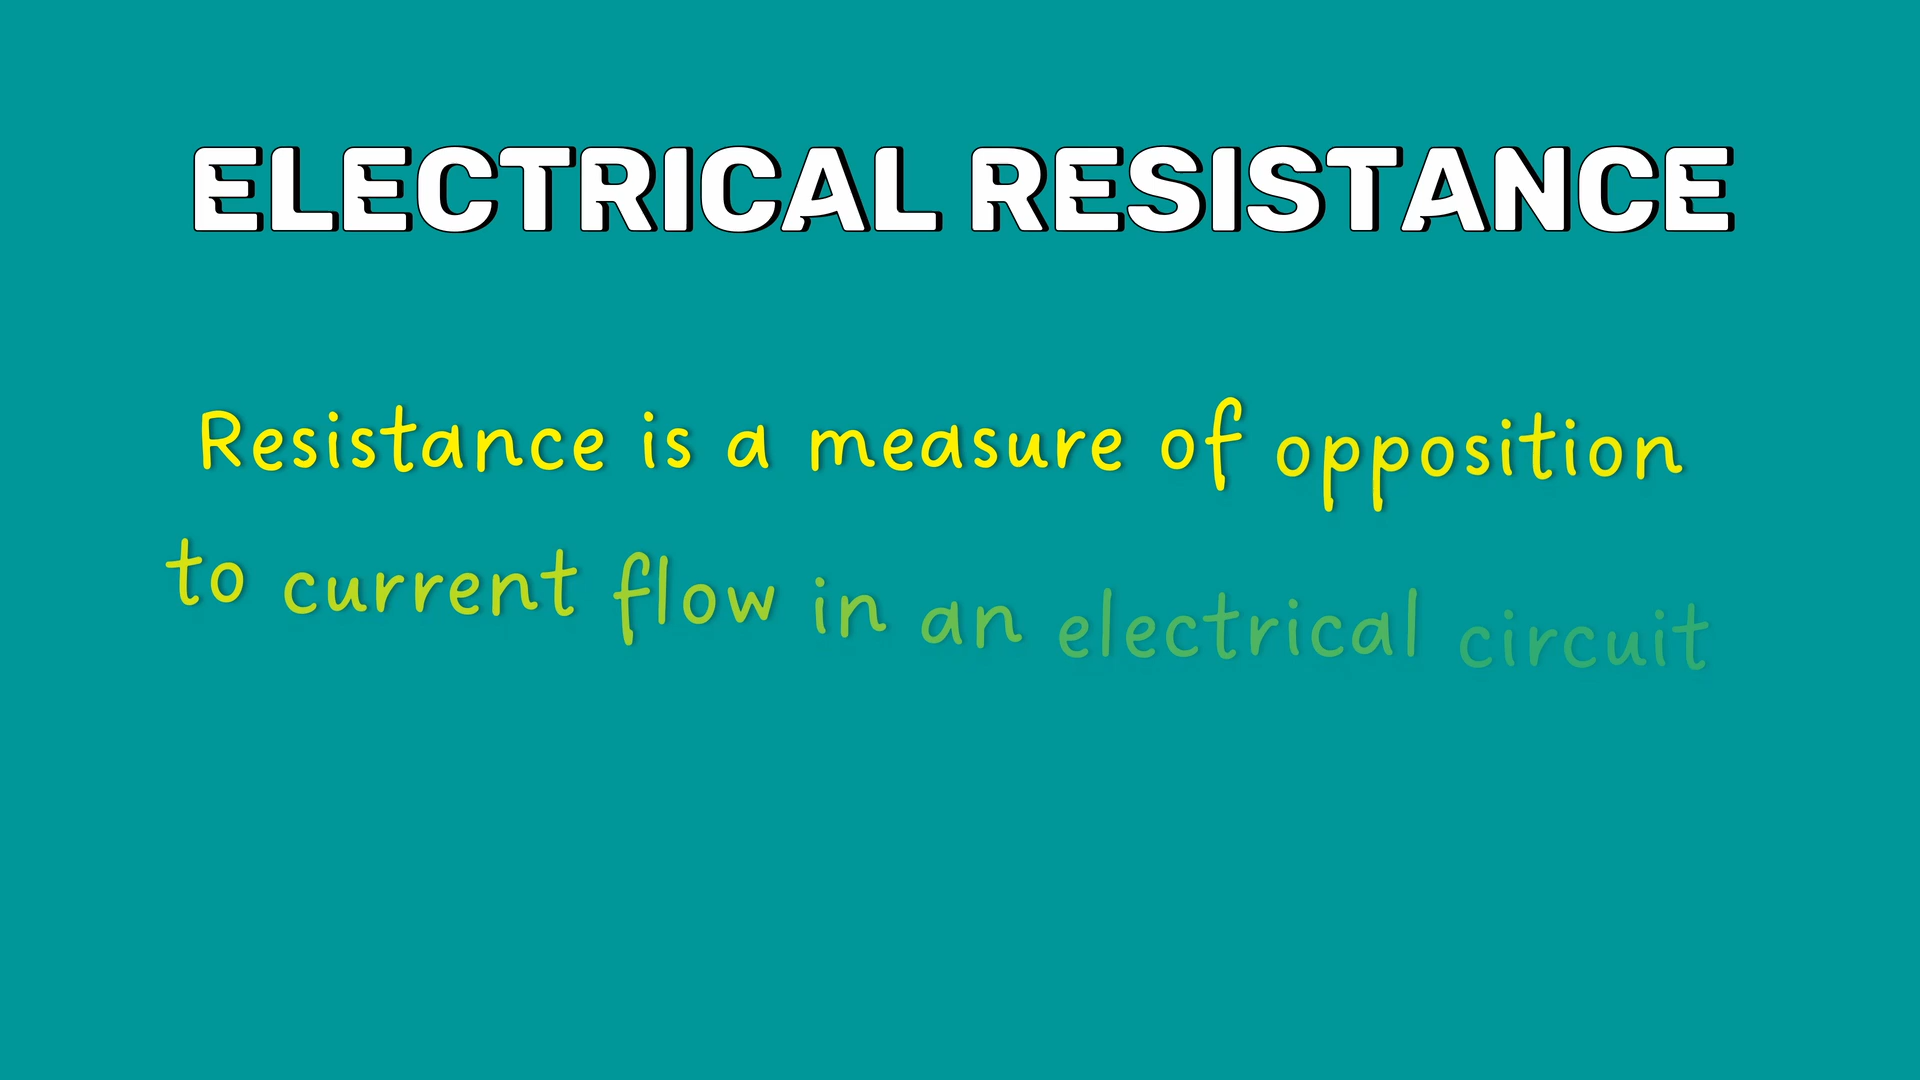 ELECTRICAL RESISTANCE
Resistance is a measure of opposition
to current flow in an electrical circuit